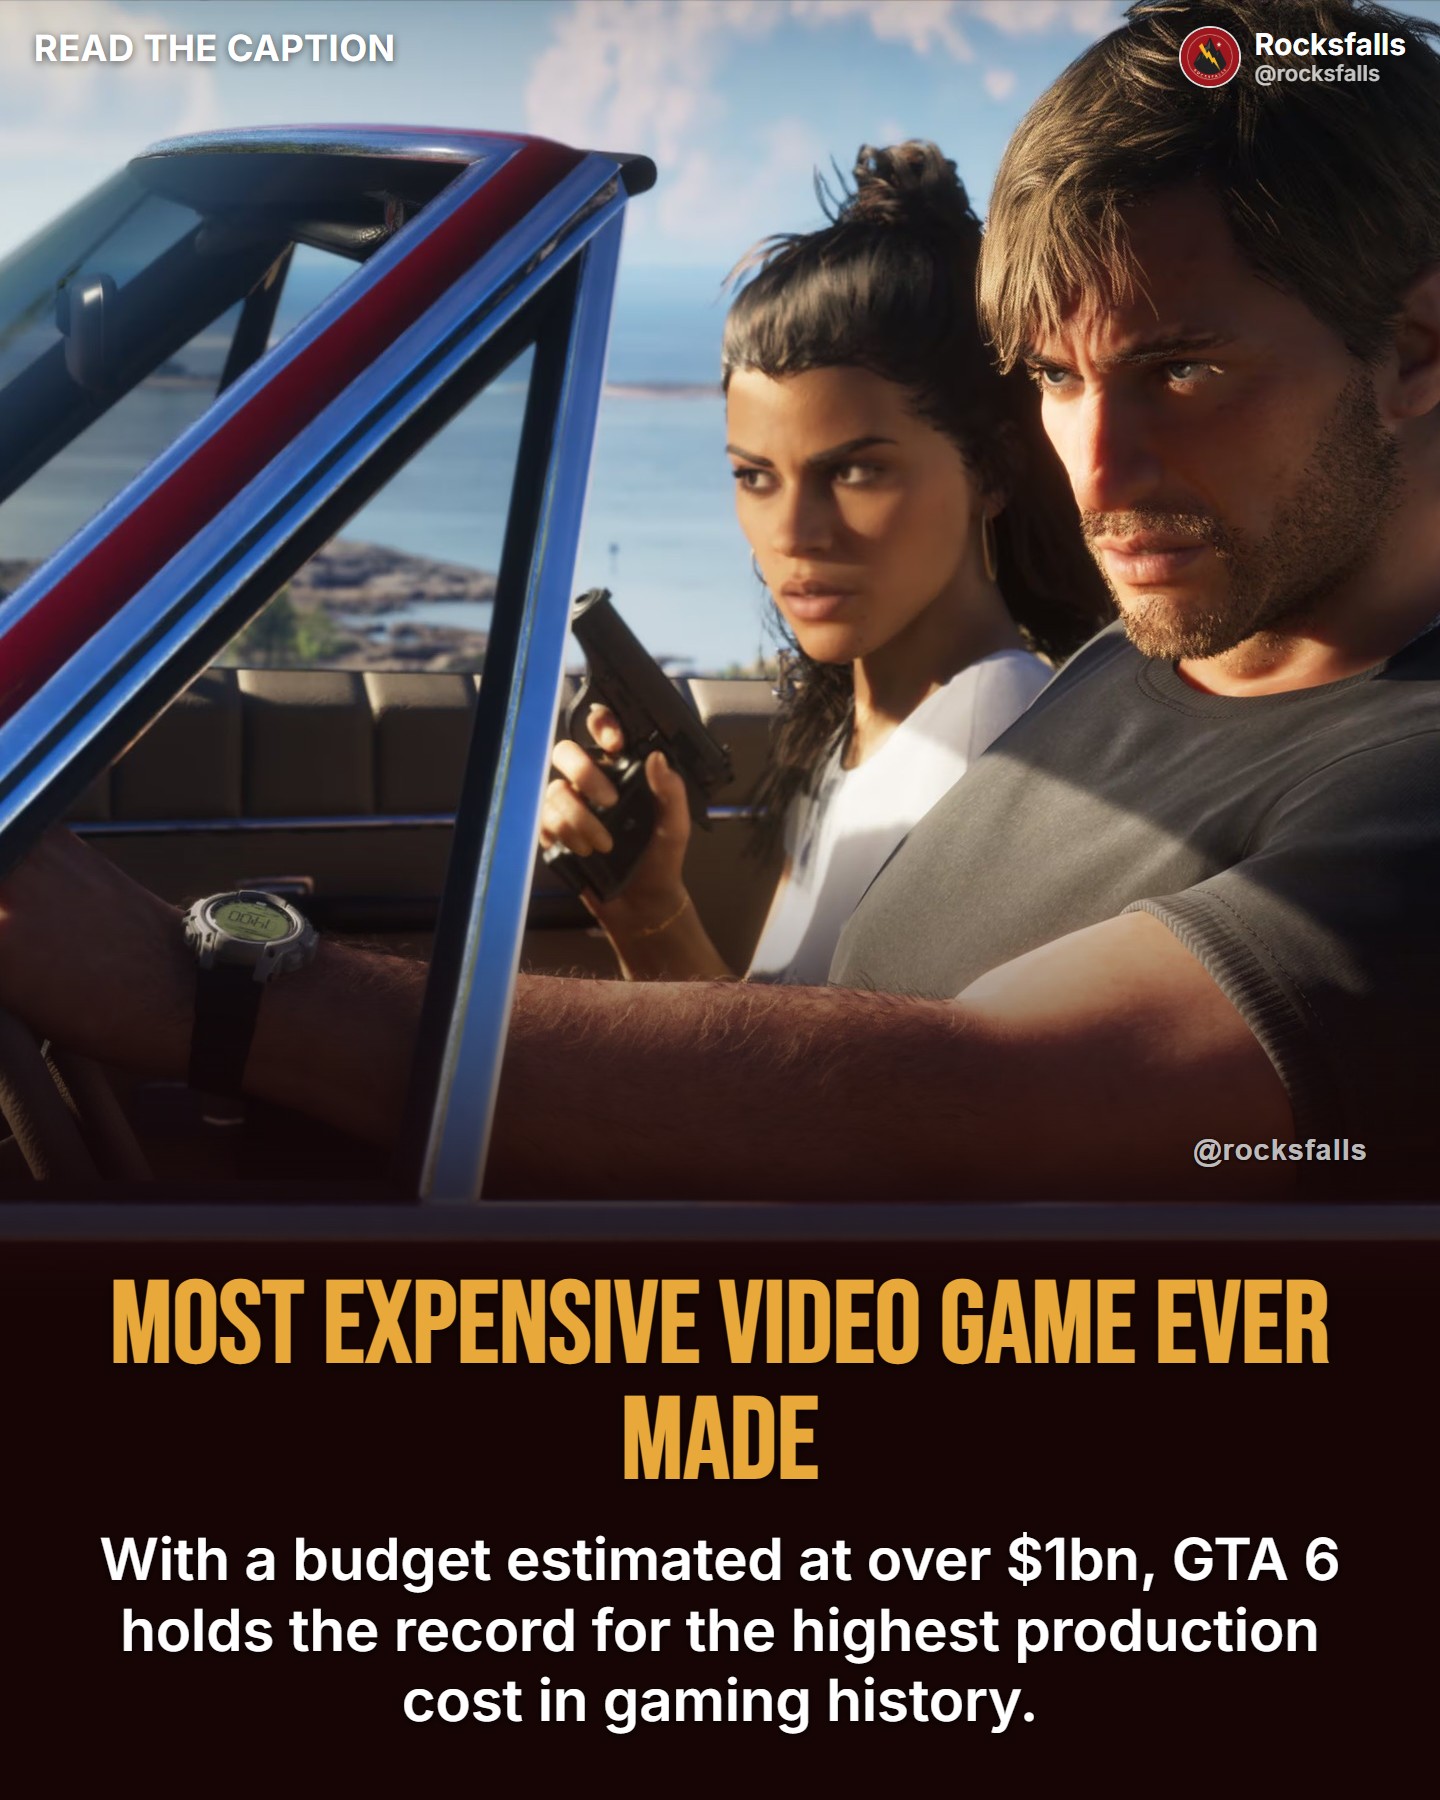 READ THE CAPTION
Rocksfalls
@rocksfalls
@rocksfalls
MOST EXPENSIVE VIDEO GAME EVER
MADE
With a budget estimated at over $1bn, GTA 6
holds the record for the highest production
cost in gaming history.